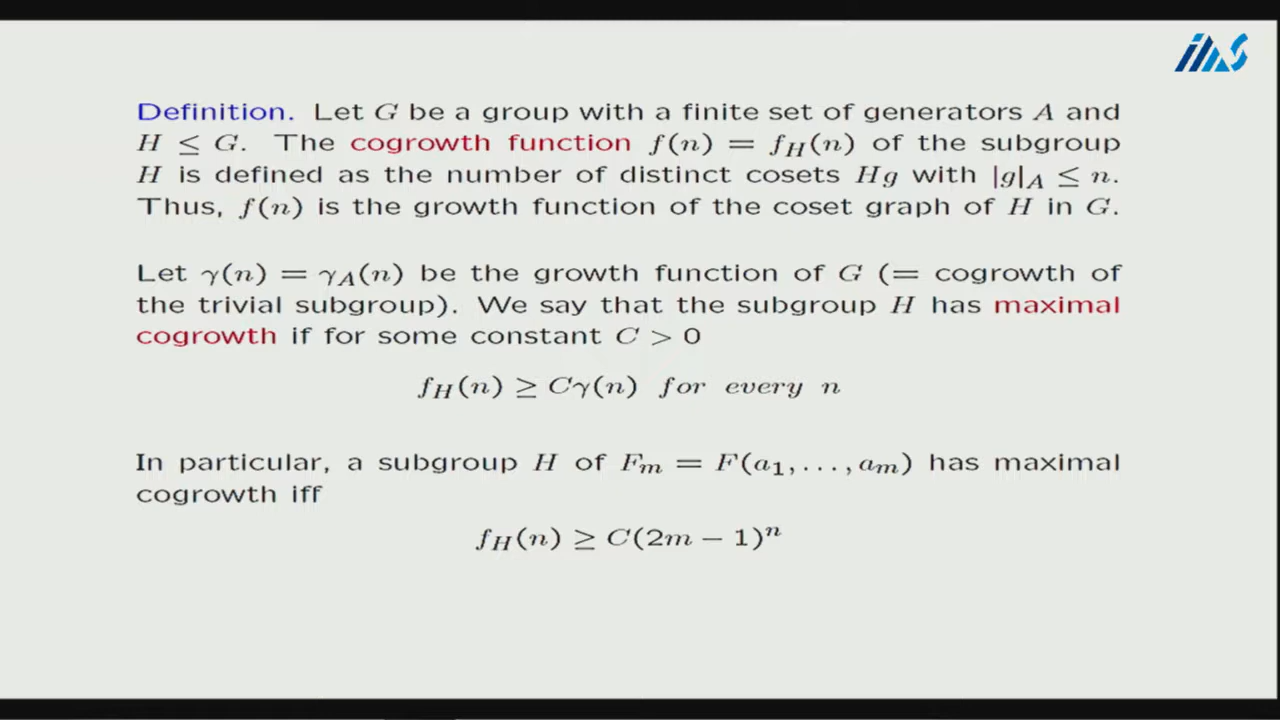 IMS
Definition. Let G be a group with a finite set of generators A and
H ≤ G. The cogrowth function f(n) = f_H(n) of the subgroup
H is defined as the number of distinct cosets Hg with |g|_A ≤ n.
Thus, f(n) is the growth function of the coset graph of H in G.
Let γ(n) = γ_A(n) be the growth function of G (= cogrowth of
the trivial subgroup). We say that the subgroup H has maximal
cogrowth if for some constant C > 0
f_H(n) ≥ Cγ(n) for every n
In particular, a subgroup H of F_m = F(a_1, . . . , a_m) has maximal
cogrowth iff
f_H(n) ≥ C(2m − 1)^n